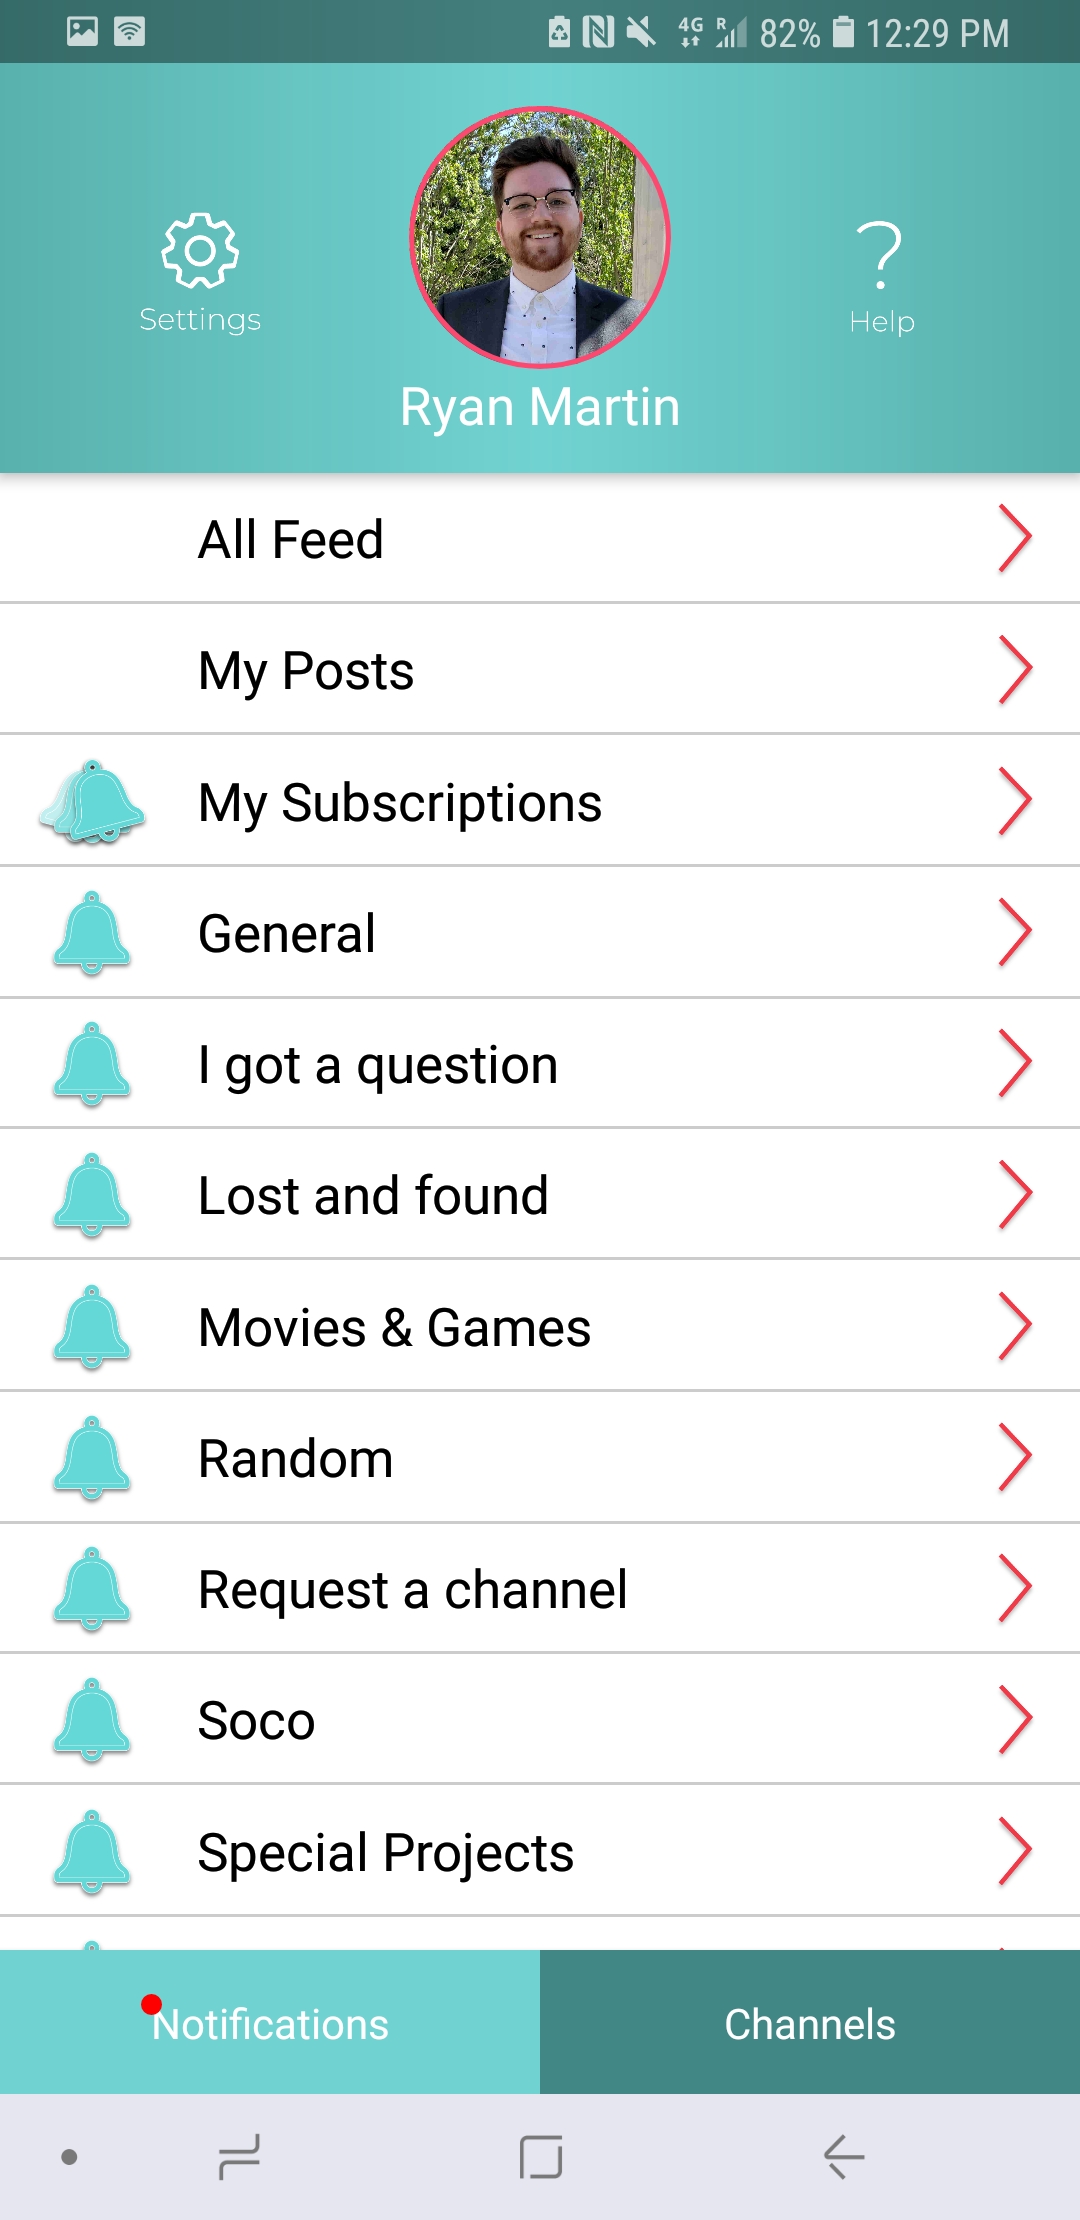 4G R 82% 12:29 PM
Settings
Help
Ryan Martin
All Feed
My Posts
My Subscriptions
General
I got a question
Lost and found
Movies & Games
Random
Request a channel
Soco
Special Projects
Notifications
Channels